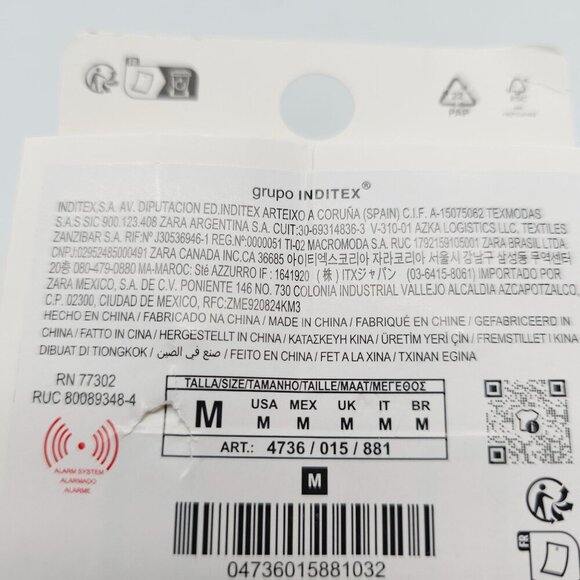 FR
22
PAP
FSC
grupo INDITEX®
INDITEX,S.A. AV. DIPUTACION ED.INDITEX ARTEIXO A CORUÑA (SPAIN) C.I.F. A-15075062 TEXMODAS
S.A.S SIC 900.123.408 ZARA ARGENTINA S.A. CUIT:30-69314836-3 V-310-01 AZKA LOGISTICS LLC, TEXTILES
ZANZIBAR S.A. RIF:Nº J30536946-1 REG.Nº:0000051 TI-02 MACROMODA S.A. RUC 1792159105001 ZARA BRASIL LTDA.
CNPJ:02952485000491 ZARA CANADA INC.CA 36685 아이티엑스코리아 자라코리아 서울시 강남구 삼성동 무역센터
20층 080-479-0880 MA-MAROC: Sté AZZURRO IF : 1641920 (株) ITXジャパン (03-6415-8061) IMPORTADO POR
ZARA MEXICO, S.A. DE C.V. PONIENTE 146 NO. 730 COLONIA INDUSTRIAL VALLEJO ALCALDIA AZCAPOTZALCO,
C.P. 02300, CIUDAD DE MEXICO, RFC:ZME920824KM3
HECHO EN CHINA / FABRICADO NA CHINA / MADE IN CHINA / FABRIQUÉ EN CHINE / GEFABRICEERD IN
CHINA / FATTO IN CINA / HERGESTELLT IN CHINA / ΚΑΤΑΣΚΕΥΗ ΚΙΝΑ / ÜRETİM YERİ ÇİN / FREMSTILLET I KINA
DIBUAT DI TIONGKOK / صنع في الصين / FEITO EN CHINA / FET A LA XINA / TXINAN EGINA
RN 77302
RUC 80089348-4
TALLA/SIZE/TAMANHO/TAILLE/MAAT/ΜΕΓΕΘΟΣ
M USA MEX UK IT BR
M M M M M
ART.: 4736 / 015 / 881
M
ALARM SYSTEM
ALARMADO
ALARME
04736015881032
FR